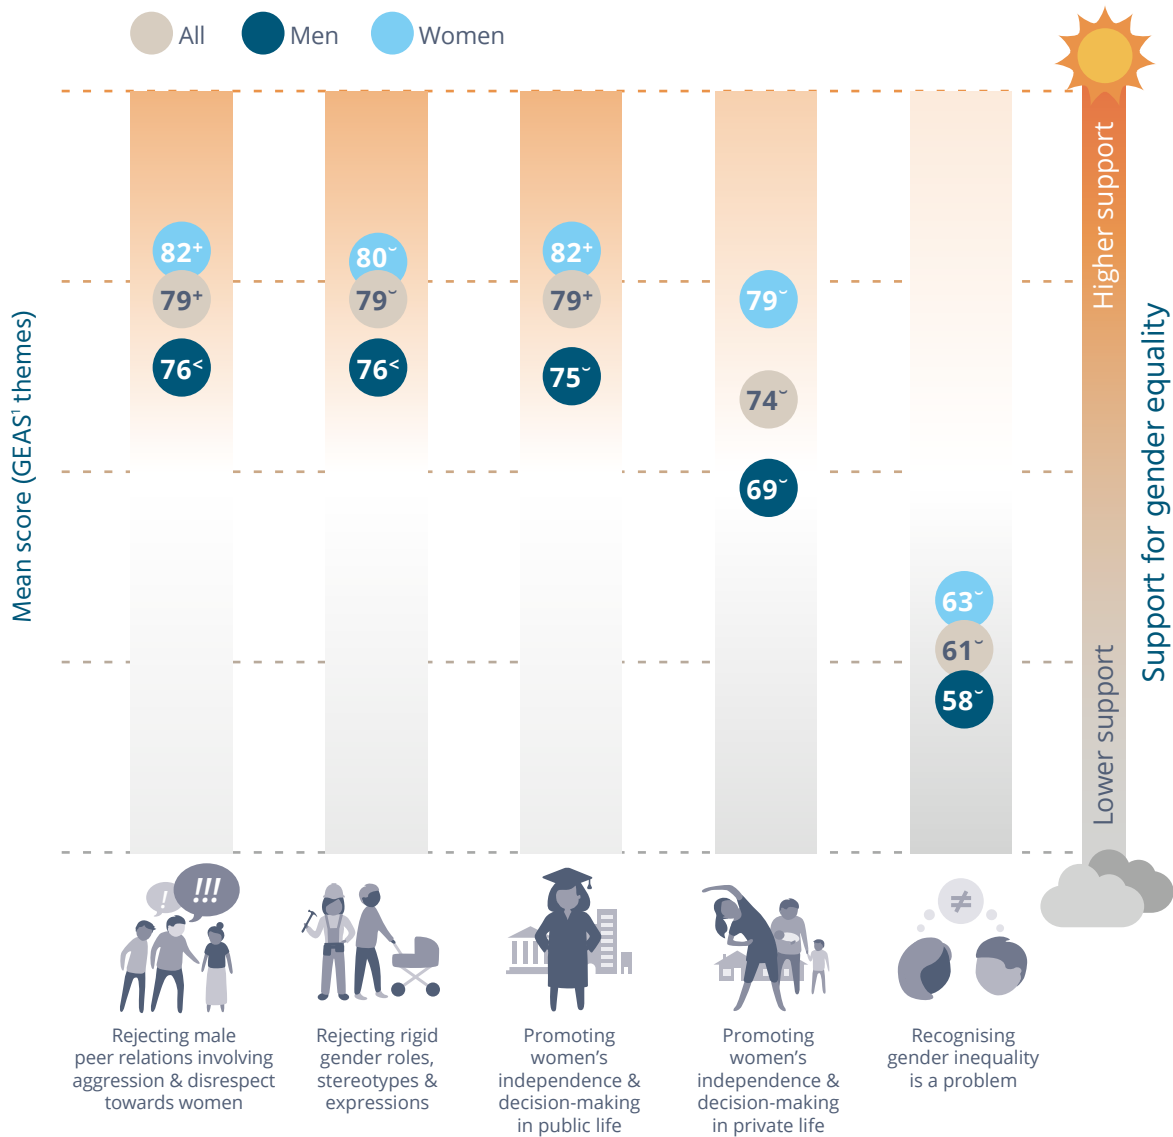 All
Men
Women
Mean score (GEAS¹ themes)
82⁺
79⁺
76˂
80˘
79˘
76˂
82⁺
79⁺
75˘
79˘
74˘
69˘
63˘
61˘
58˘
Higher support
Lower support
Support for gender equality
! !!!
≠
Rejecting male
peer relations involving
aggression & disrespect
towards women
Rejecting rigid
gender roles,
stereotypes &
expressions
Promoting
women’s
independence &
decision-making
in public life
Promoting
women’s
independence &
decision-making
in private life
Recognising
gender inequality
is a problem